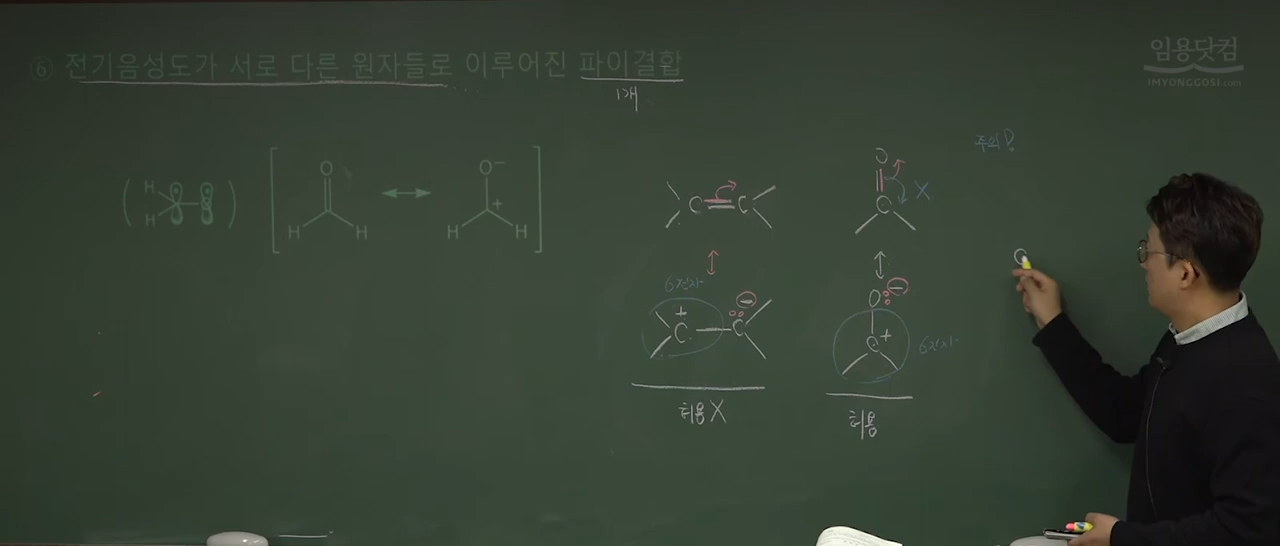 ⑥ 전기음성도가 서로 다른 원자들로 이루어진 파이결합
1개
임용닷컴
IMYONGGOSI.com
주의!
H
H
O
H H
O−
+
H H
C C
O
C
X
6전자
+
C C
−
O −
C +
6전자
허용 X
허용